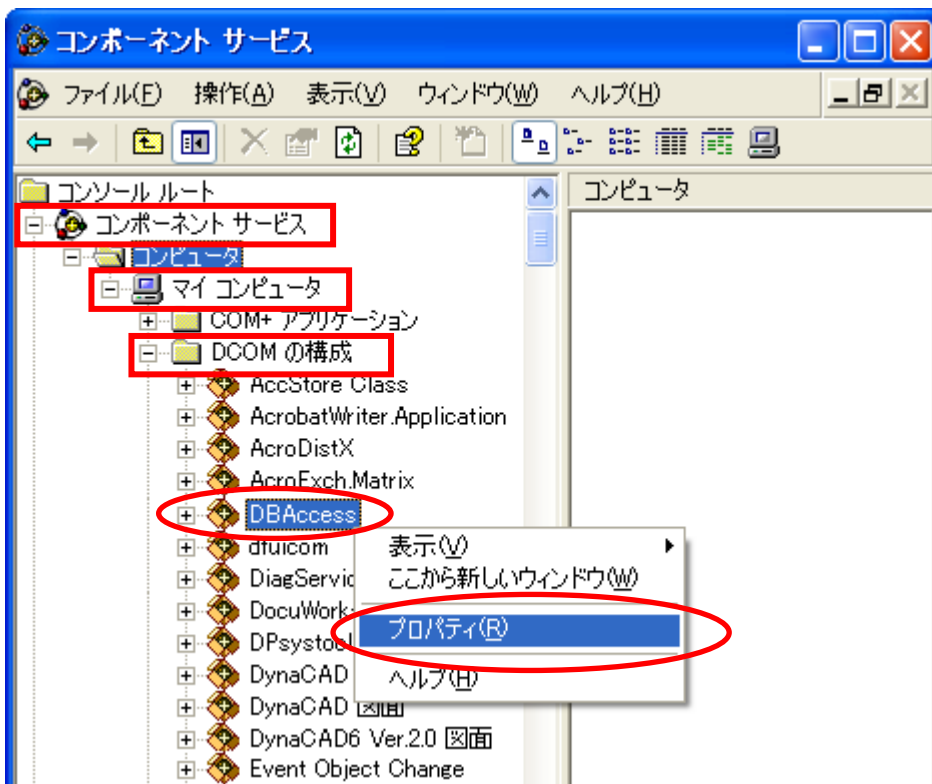 コンポーネント サービス
ファイル(F) 操作(A) 表示(V) ウィンドウ(W) ヘルプ(H)
コンソール ルート
コンピュータ
コンポーネント サービス
コンピュータ
マイ コンピュータ
COM+ アプリケーション
DCOM の構成
AccStore Class
AcrobatWriter.Application
AcroDistX
AcroExch.Matrix
DBAccess
dfuicom
表示(V)
DiagServic
ここから新しいウィンドウ(W)
DocuWork
プロパティ(R)
DPsystool
DynaCAD
ヘルプ(H)
DynaCAD 図面
DynaCAD6 Ver.2.0 図面
Event Object Change